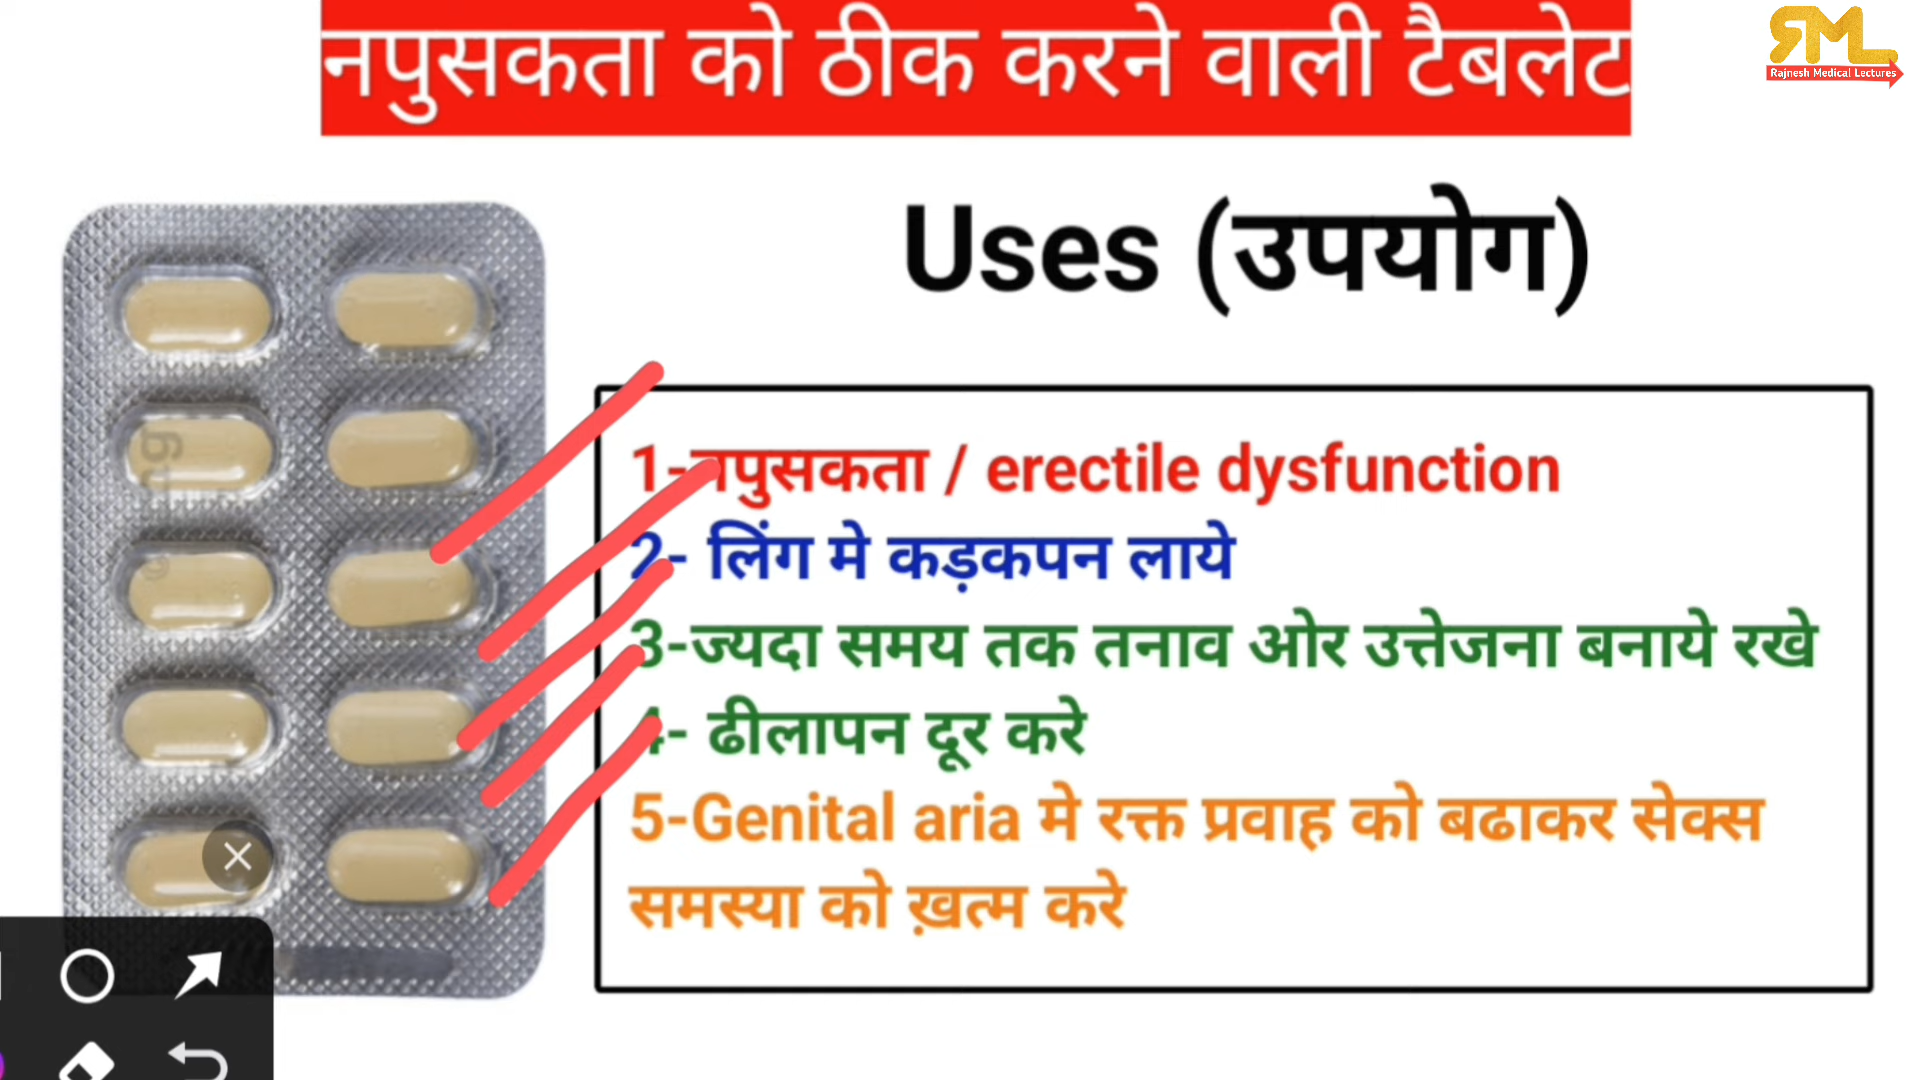 नपुसकता को ठीक करने वाली टैबलेट
RML
Rajnesh Medical Lectures
Uses (उपयोग)
1-नपुसकता / erectile dysfunction
2- लिंग मे कड़कपन लाये
3-ज्यदा समय तक तनाव ओर उत्तेजना बनाये रखे
4- ढीलापन दूर करे
5-Genital aria मे रक्त प्रवाह को बढाकर सेक्स
समस्या को ख़त्म करे